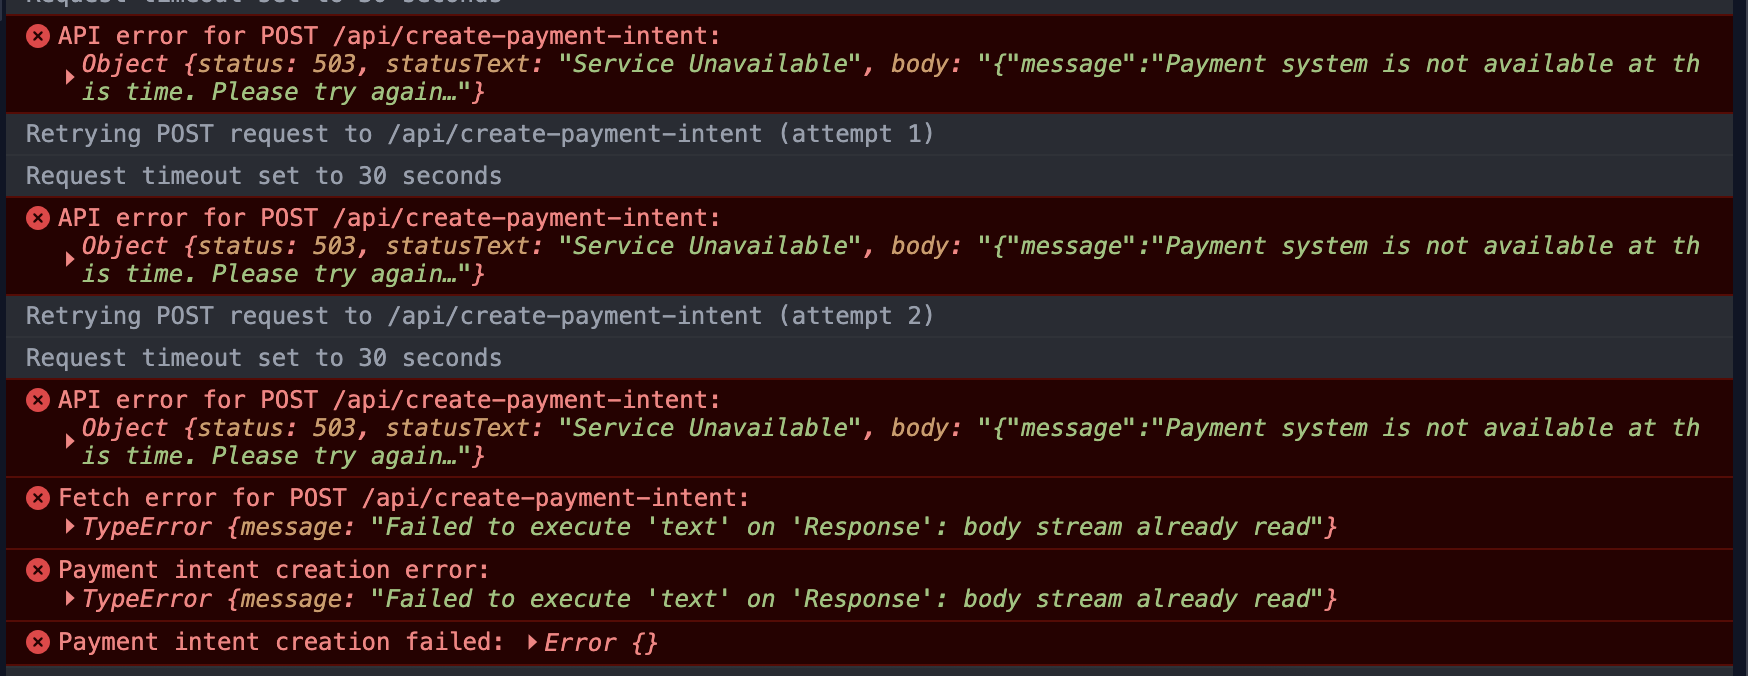 Request timeout set to 30 seconds
API error for POST /api/create-payment-intent:
Object {status: 503, statusText: "Service Unavailable", body: "{"message":"Payment system is not available at th
is time. Please try again…"}
Retrying POST request to /api/create-payment-intent (attempt 1)
Request timeout set to 30 seconds
API error for POST /api/create-payment-intent:
Object {status: 503, statusText: "Service Unavailable", body: "{"message":"Payment system is not available at th
is time. Please try again…"}
Retrying POST request to /api/create-payment-intent (attempt 2)
Request timeout set to 30 seconds
API error for POST /api/create-payment-intent:
Object {status: 503, statusText: "Service Unavailable", body: "{"message":"Payment system is not available at th
is time. Please try again…"}
Fetch error for POST /api/create-payment-intent:
TypeError {message: "Failed to execute 'text' on 'Response': body stream already read"}
Payment intent creation error:
TypeError {message: "Failed to execute 'text' on 'Response': body stream already read"}
Payment intent creation failed: Error {}